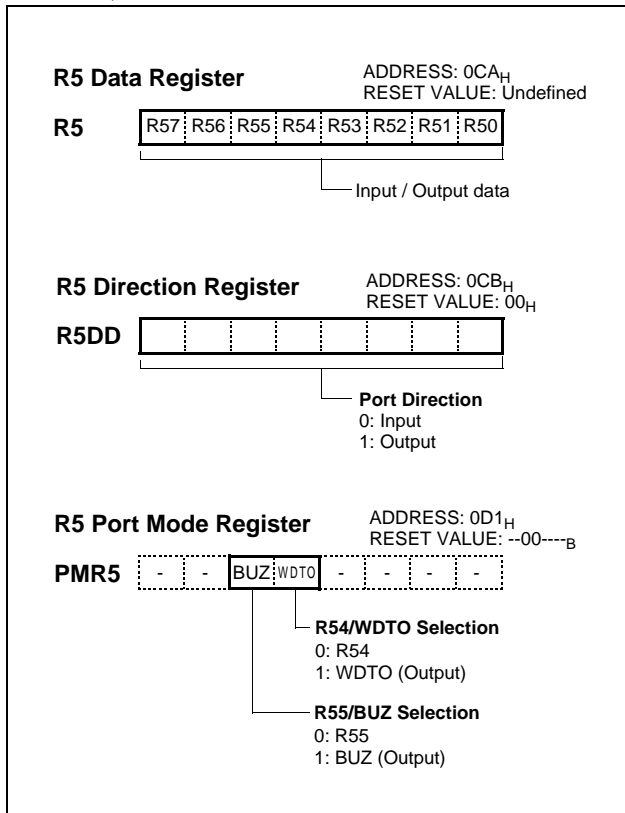 R5 Data Register
ADDRESS: 0CAH
RESET VALUE: Undefined
R5 R57 R56 R55 R54 R53 R52 R51 R50
Input / Output data
R5 Direction Register
ADDRESS: 0CBH
RESET VALUE: 00H
R5DD
Port Direction
0: Input
1: Output
R5 Port Mode Register
ADDRESS: 0D1H
RESET VALUE: --00----B
PMR5 - - BUZ WDTO - - - -
R54/WDTO Selection
0: R54
1: WDTO (Output)
R55/BUZ Selection
0: R55
1: BUZ (Output)